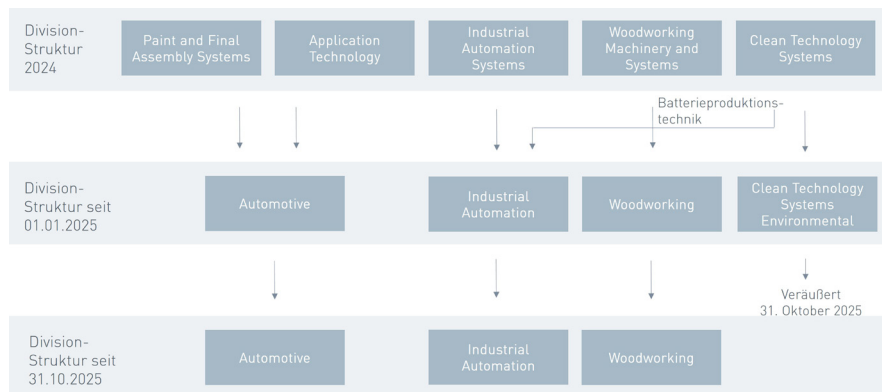 Division-
Struktur
2024
Paint and Final
Assembly Systems
Application
Technology
Industrial
Automation
Systems
Woodworking
Machinery and
Systems
Clean Technology
Systems
Batterieproduktions-
technik
Division-
Struktur seit
01.01.2025
Automotive
Industrial
Automation
Woodworking
Clean Technology
Systems
Environmental
Veräußert
31. Oktober 2025
Division-
Struktur seit
31.10.2025
Automotive
Industrial
Automation
Woodworking